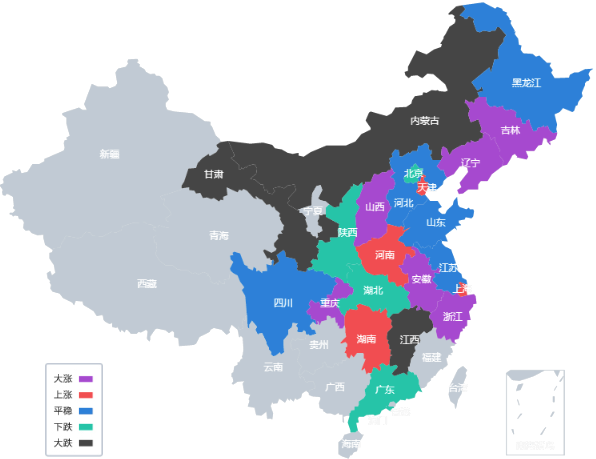 黑龙江
内蒙古
吉林
新疆
辽宁
甘肃
北京
天津
河北
山西
宁夏
山东
陕西
青海
河南
江苏
安徽
西藏
上海
湖北
四川
重庆
浙江
湖南
江西
贵州
福建
云南
广西
广东
台湾
海南
大涨
上涨
平稳
下跌
大跌